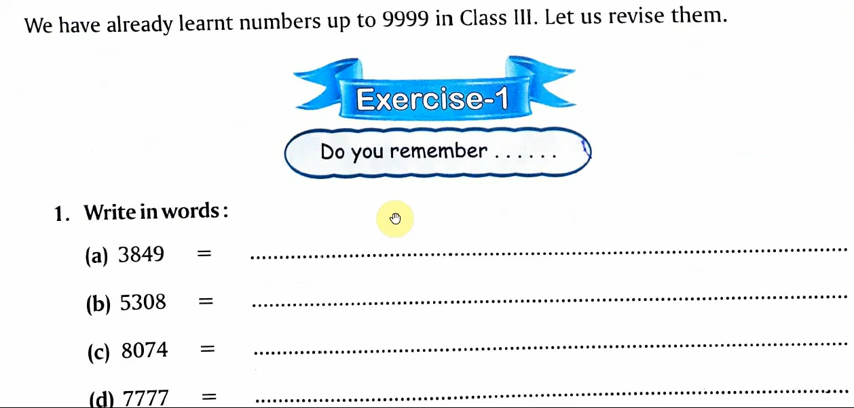 We have already learnt numbers up to 9999 in Class III. Let us revise them.
Exercise-1
Do you remember . . . . . .
1. Write in words :
(a) 3849 = ....................
(b) 5308 = ....................
(c) 8074 = ....................
(d) 7777 = ....................